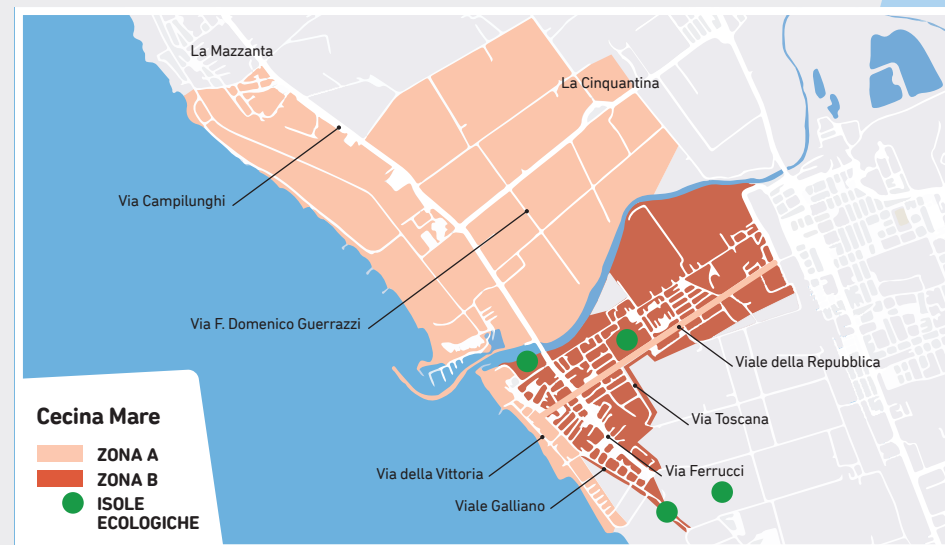 La Mazzanta
La Cinquantina
Via Campilunghi
Via F. Domenico Guerrazzi
Viale della Repubblica
Via Toscana
Via della Vittoria
Via Ferrucci
Viale Galliano
Cecina Mare
ZONA A
ZONA B
ISOLE
ECOLOGICHE